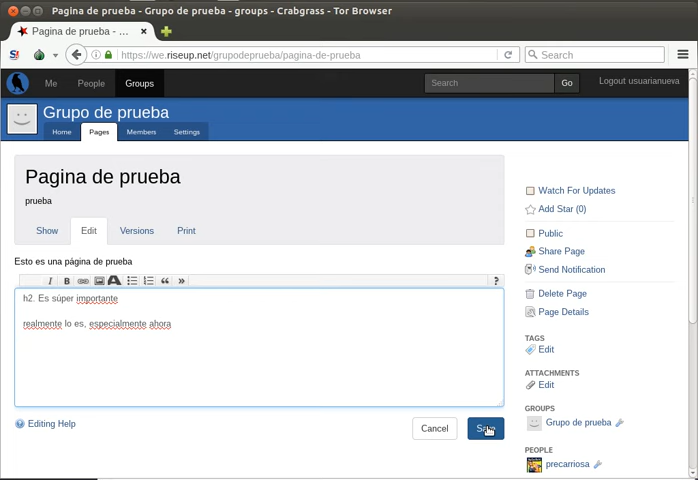 Pagina de prueba - Grupo de prueba - groups - Crabgrass - Tor Browser
Pagina de prueba - …
https://we.riseup.net/grupodeprueba/pagina-de-prueba
Search
Me People Groups
Search Go Logout usuarianueva
Grupo de prueba
Home Pages Members Settings
Pagina de prueba
prueba
Show Edit Versions Print
Esto es una página de prueba
I B A » ?
h2. Es súper importante
realmente lo es, especialmente ahora
Editing Help
Cancel Save
Watch For Updates
Add Star (0)
Public
Share Page
Send Notification
Delete Page
Page Details
TAGS
Edit
ATTACHMENTS
Edit
GROUPS
Grupo de prueba
PEOPLE
precarriosa